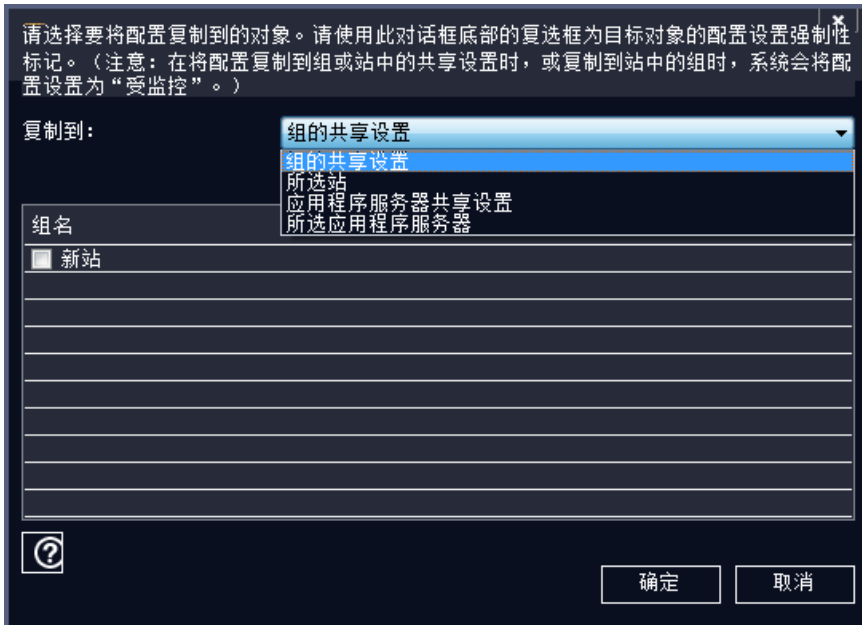 请选择要将配置复制到的对象。请使用此对话框底部的复选框为目标对象的配置设置强制性
标记。（注意：在将配置复制到组或站中的共享设置时，或复制到站中的组时，系统会将配
置设置为“受监控”。）
复制到：
组的共享设置
组的共享设置
所选站
应用程序服务器共享设置
所选应用程序服务器
组名
新站
确定
取消